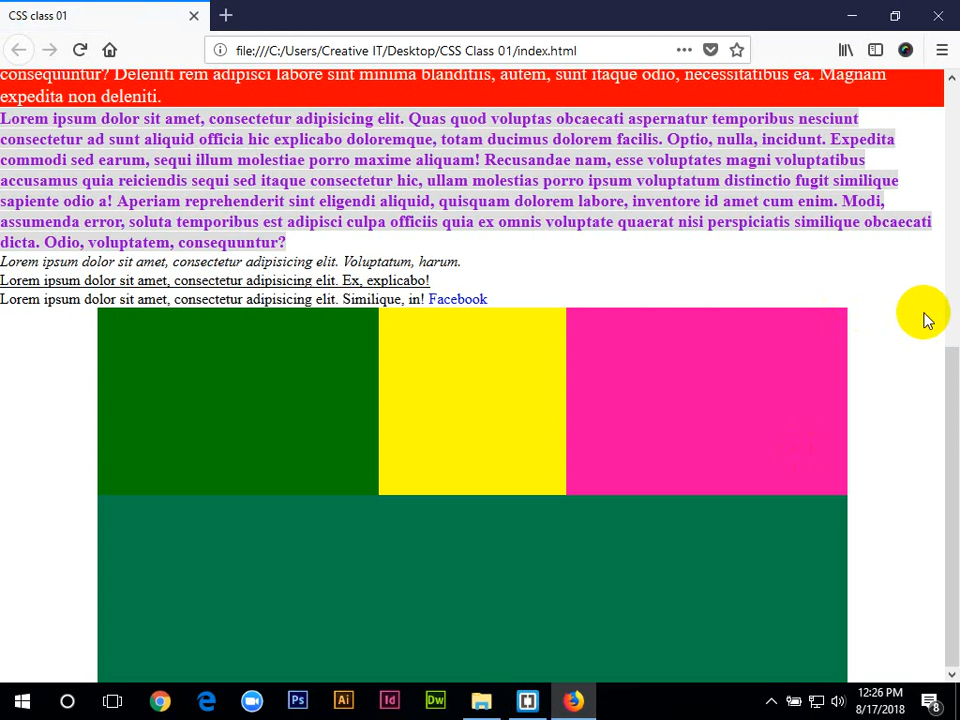 CSS class 01
file:///C:/Users/Creative IT/Desktop/CSS Class 01/index.html
consequuntur? Deleniti rem adipisci labore sint minima blanditiis, autem, sunt itaque odio, necessitatibus ea. Magnam
expedita non deleniti.
Lorem ipsum dolor sit amet, consectetur adipisicing elit. Quas quod voluptas obcaecati aspernatur temporibus nesciunt
consectetur ad sunt aliquid officia hic explicabo doloremque, totam ducimus dolorem facilis. Optio, nulla, incidunt. Expedita
commodi sed earum, sequi illum molestiae porro maxime aliquam! Recusandae nam, esse voluptates magni voluptatibus
accusamus quia reiciendis sequi sed itaque consectetur hic, ullam molestias porro ipsum voluptatum distinctio fugit similique
sapiente odio a! Aperiam reprehenderit sint eligendi aliquid, quisquam dolorem labore, inventore id amet cum enim. Modi,
assumenda error, soluta temporibus est adipisci culpa officiis quia ex omnis voluptate quaerat nisi perspiciatis similique obcaecati
dicta. Odio, voluptatem, consequuntur?
Lorem ipsum dolor sit amet, consectetur adipisicing elit. Voluptatum, harum.
Lorem ipsum dolor sit amet, consectetur adipisicing elit. Ex, explicabo!
Lorem ipsum dolor sit amet, consectetur adipisicing elit. Similique, in! Facebook
Ps
Ai
Id
Dw
12:26 PM
8/17/2018
8